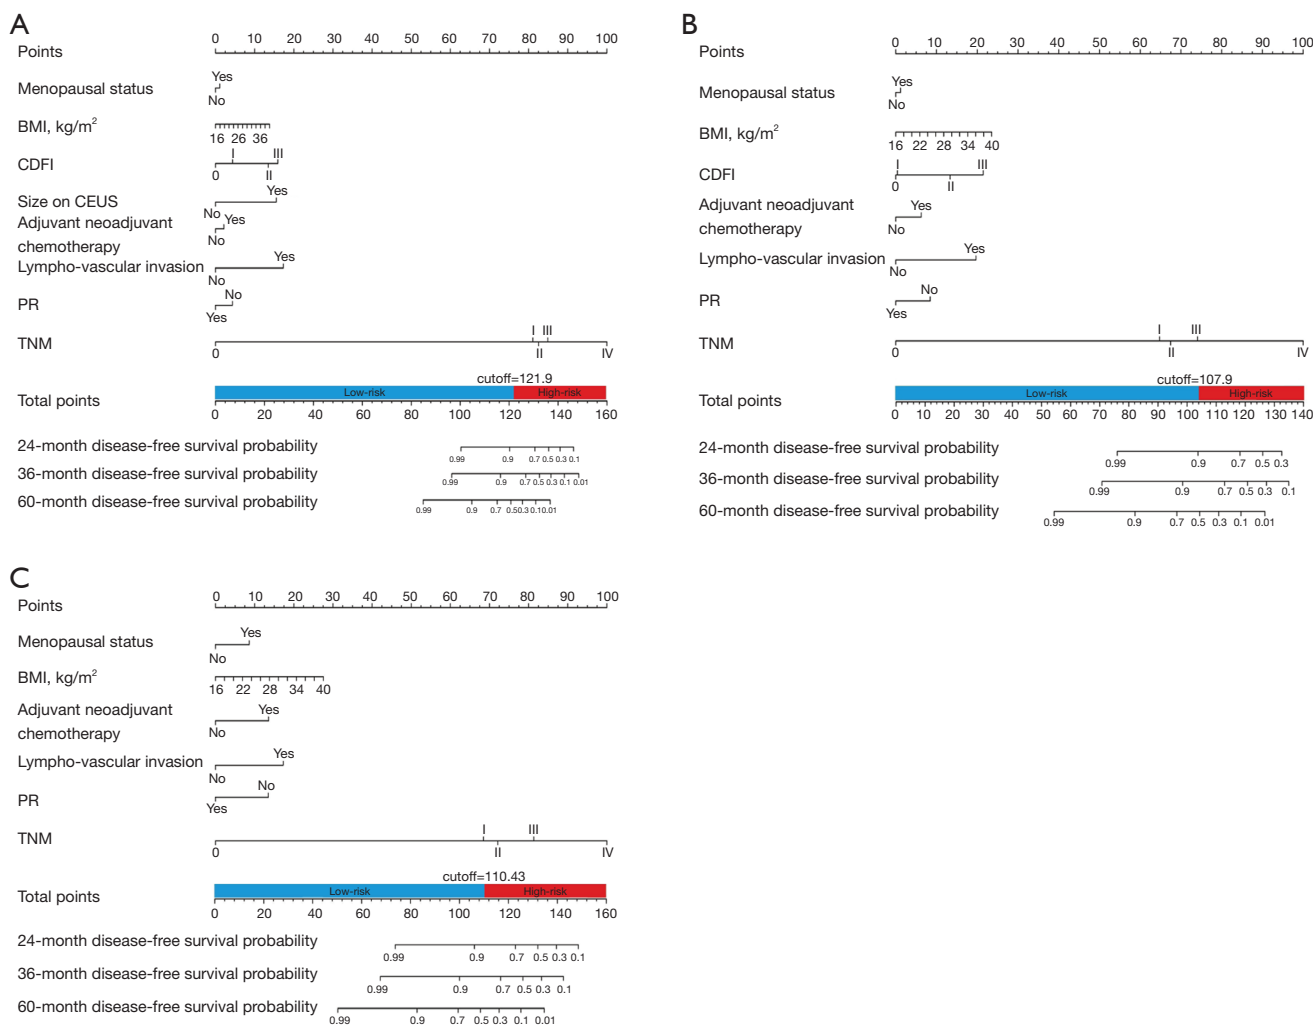 A
Points
0 10 20 30 40 50 60 70 80 90 100
Menopausal status
Yes
No
BMI, kg/m²
16 26 36
CDFI
I III
0 II
Size on CEUS
Yes
No
Adjuvant neoadjuvant
chemotherapy
Yes
No
Lympho-vascular invasion
Yes
No
PR
No
Yes
TNM
I III
0 II IV
cutoff=121.9
Low-risk High-risk
Total points
0 20 40 60 80 100 120 140 160
24-month disease-free survival probability
0.99 0.9 0.7 0.5 0.3 0.1
36-month disease-free survival probability
0.99 0.9 0.7 0.5 0.3 0.1 0.01
60-month disease-free survival probability
0.99 0.9 0.7 0.5 0.3 0.1 0.01
B
Points
0 10 20 30 40 50 60 70 80 90 100
Menopausal status
Yes
No
BMI, kg/m²
16 22 28 34 40
CDFI
I III
0 II
Adjuvant neoadjuvant
chemotherapy
Yes
No
Lympho-vascular invasion
Yes
No
PR
No
Yes
TNM
I III
0 II IV
cutoff=107.9
Low-risk High-risk
Total points
0 10 20 30 40 50 60 70 80 90 100 110 120 130 140
24-month disease-free survival probability
0.99 0.9 0.7 0.5 0.3
36-month disease-free survival probability
0.99 0.9 0.7 0.5 0.3 0.1
60-month disease-free survival probability
0.99 0.9 0.7 0.5 0.3 0.1 0.01
C
Points
0 10 20 30 40 50 60 70 80 90 100
Menopausal status
Yes
No
BMI, kg/m²
16 22 28 34 40
Adjuvant neoadjuvant
chemotherapy
Yes
No
Lympho-vascular invasion
Yes
No
PR
No
Yes
TNM
I III
0 II IV
cutoff=110.43
Low-risk High-risk
Total points
0 20 40 60 80 100 120 140 160
24-month disease-free survival probability
0.99 0.9 0.7 0.5 0.3 0.1
36-month disease-free survival probability
0.99 0.9 0.7 0.5 0.3 0.1
60-month disease-free survival probability
0.99 0.9 0.7 0.5 0.3 0.1 0.01